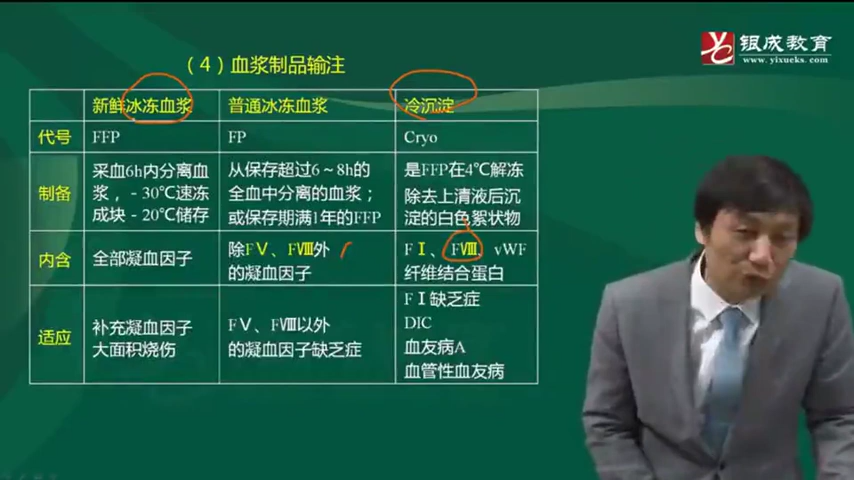 银成教育
www.yixueks.com
（4）血浆制品输注
新鲜冰冻血浆 普通冰冻血浆 冷沉淀
代号 FFP FP Cryo
制备
采血6h内分离血
浆，－30℃速冻
成块－20℃储存
从保存超过6～8h的
全血中分离的血浆；
或保存期满1年的FFP
是FFP在4℃解冻
除去上清液后沉
淀的白色絮状物
内含
全部凝血因子
除FⅤ、FⅧ外
的凝血因子
FⅠ、FⅧ、vWF
纤维结合蛋白
适应
补充凝血因子
大面积烧伤
FⅤ、FⅧ以外
的凝血因子缺乏症
FⅠ缺乏症
DIC
血友病A
血管性血友病